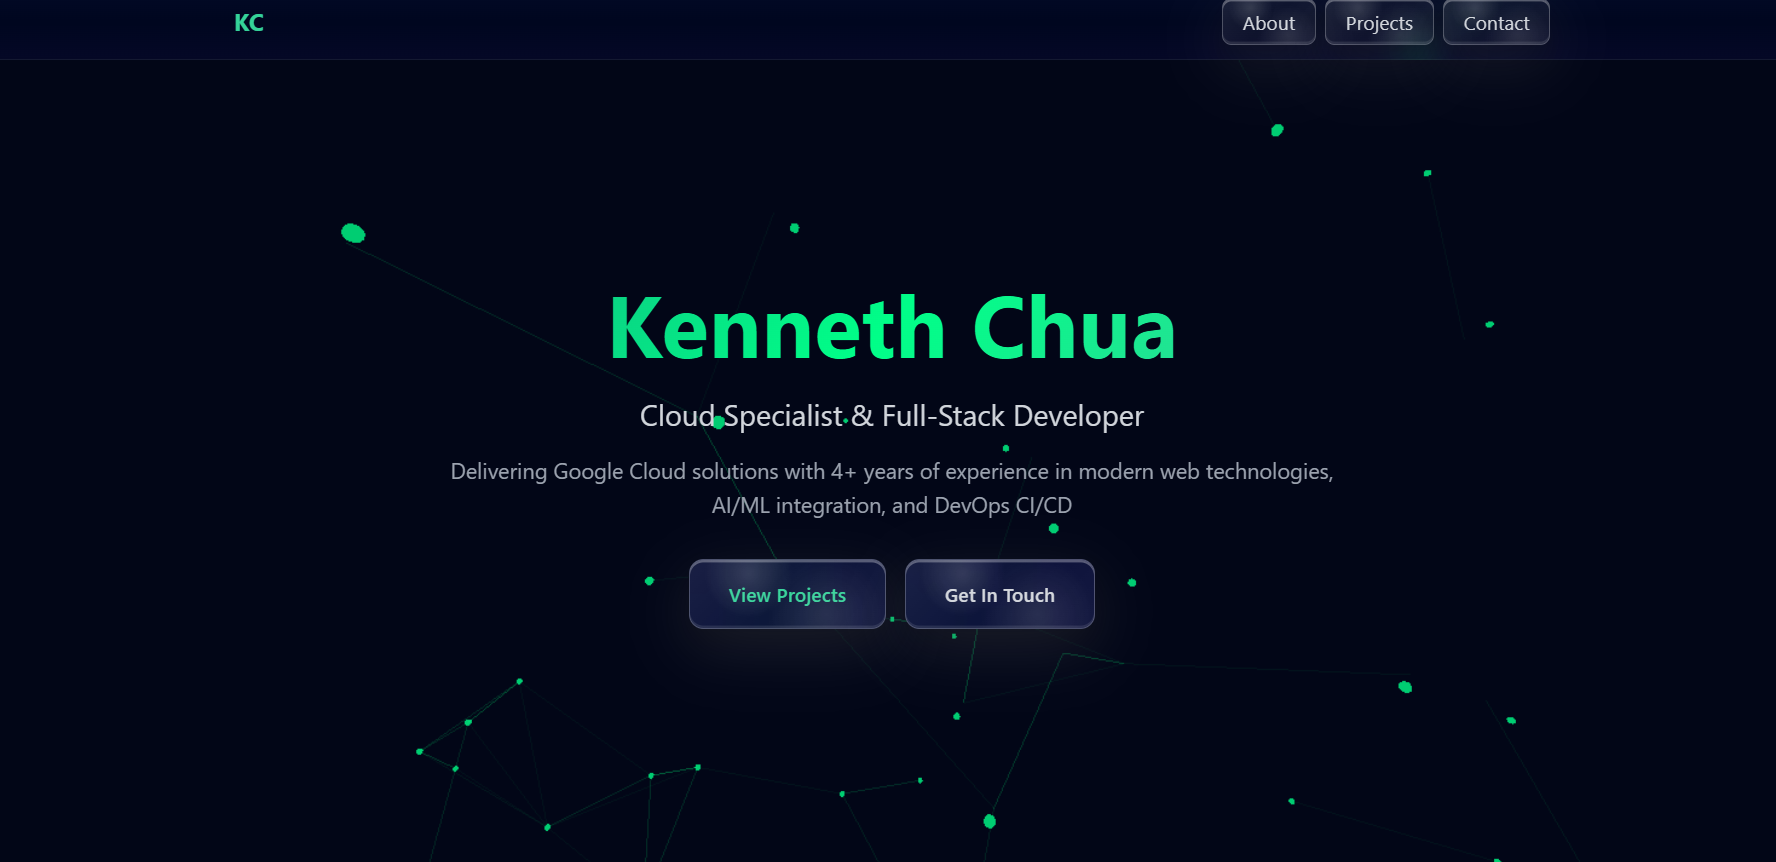 KC
About
Projects
Contact
Kenneth Chua
Cloud Specialist & Full-Stack Developer
Delivering Google Cloud solutions with 4+ years of experience in modern web technologies,
AI/ML integration, and DevOps CI/CD
View Projects
Get In Touch